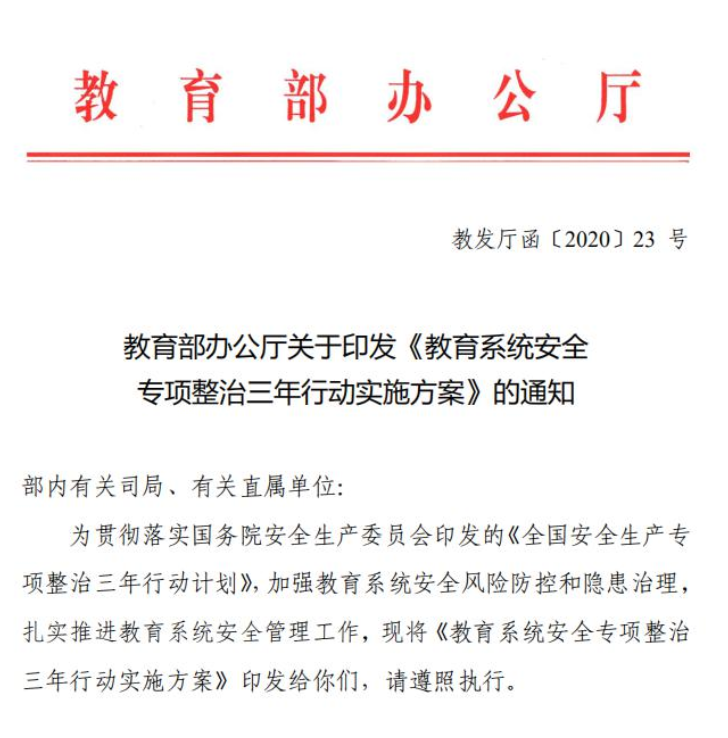 教育部办公厅
教发厅函〔2020〕23 号
教育部办公厅关于印发《教育系统安全
专项整治三年行动实施方案》的通知
部内有关司局、有关直属单位:
为贯彻落实国务院安全生产委员会印发的《全国安全生产专
项整治三年行动计划》,加强教育系统安全风险防控和隐患治理,
扎实推进教育系统安全管理工作,现将《教育系统安全专项整治
三年行动实施方案》印发给你们,请遵照执行。